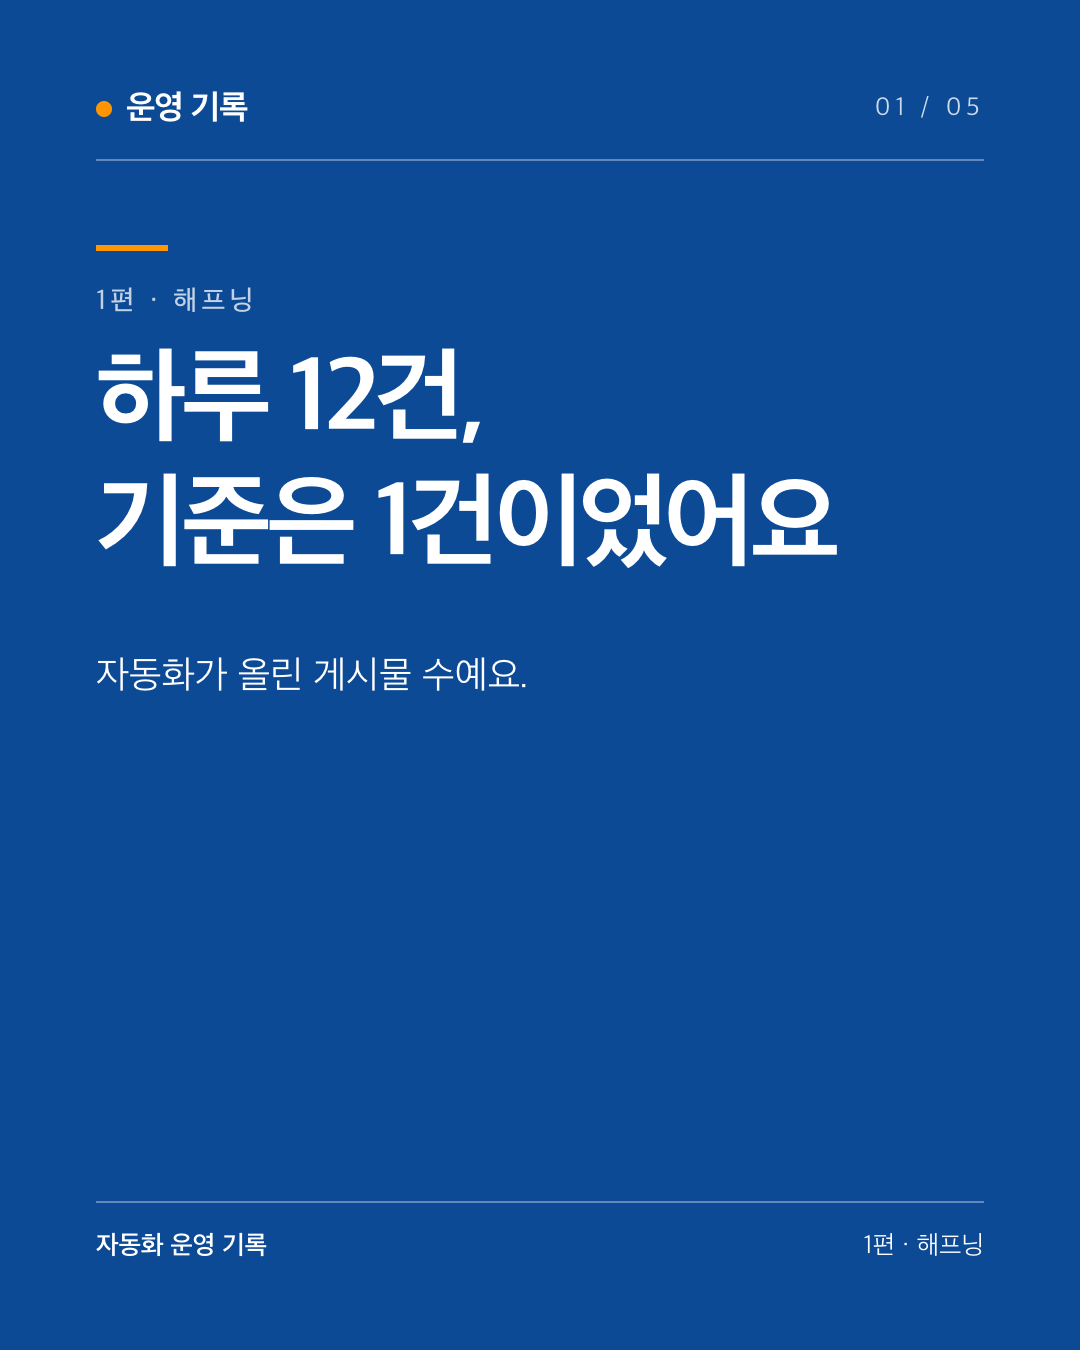 운영 기록
01 / 05
1편 · 해프닝
하루 12건,
기준은 1건이었어요
자동화가 올린 게시물 수예요.
자동화 운영 기록
1편 · 해프닝